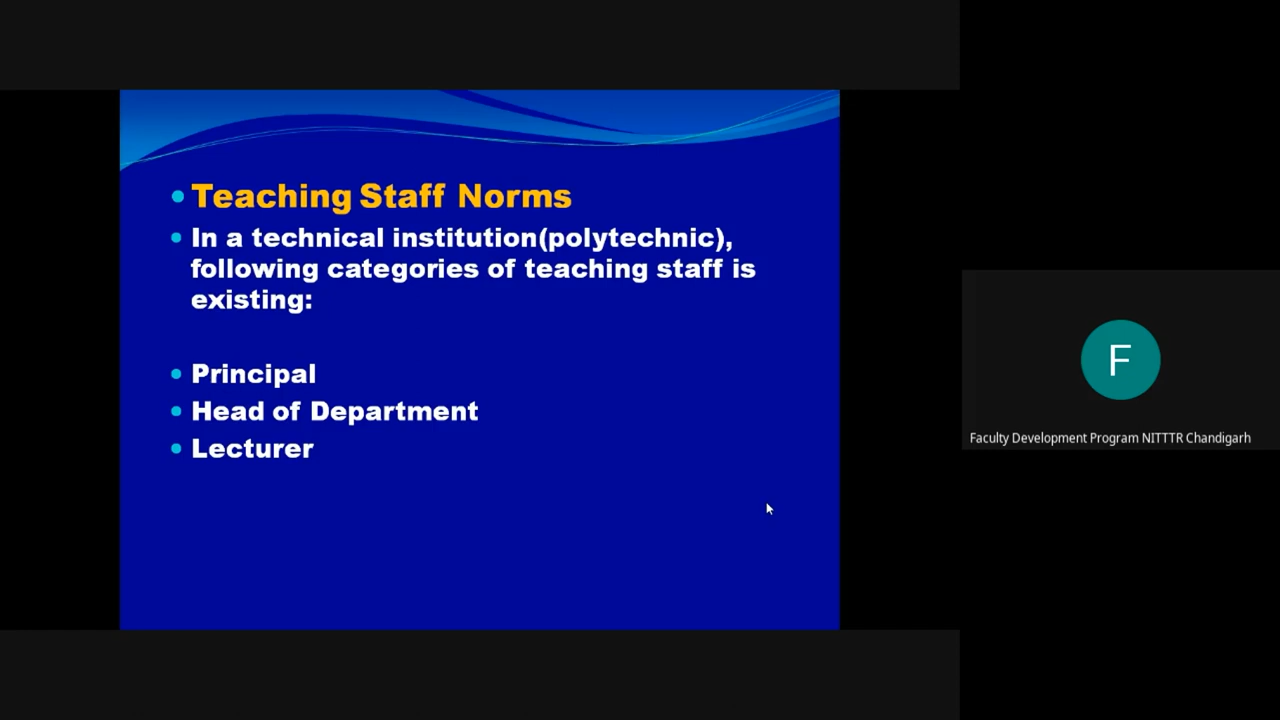 Teaching Staff Norms
In a technical institution(polytechnic),
following categories of teaching staff is
existing:
Principal
Head of Department
Lecturer
F
Faculty Development Program NITTTR Chandigarh